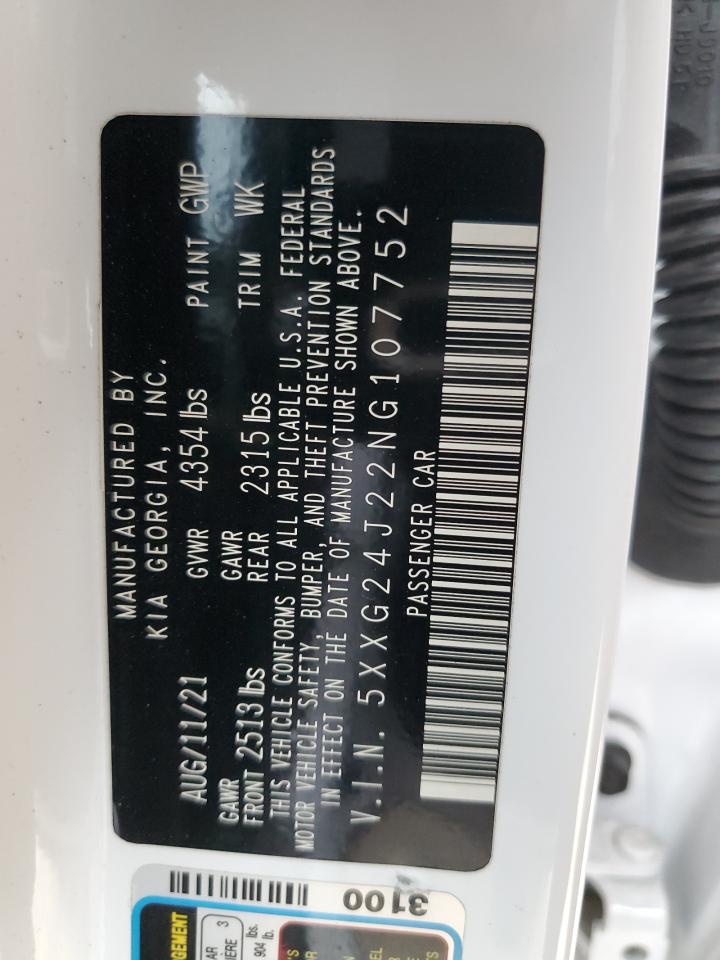 MANUFACTURED BY
KIA GEORGIA, INC.
AUG/11/21 GVWR 4354 lbs PAINT GWP
GAWR FRONT 2513 lbs GAWR REAR 2315 lbs TRIM WK
THIS VEHICLE CONFORMS TO ALL APPLICABLE U.S.A. FEDERAL
MOTOR VEHICLE SAFETY, BUMPER, AND THEFT PREVENTION STANDARDS
IN EFFECT ON THE DATE OF MANUFACTURE SHOWN ABOVE.
V.I.N. 5XXG24J22NG107752
PASSENGER CAR
3100